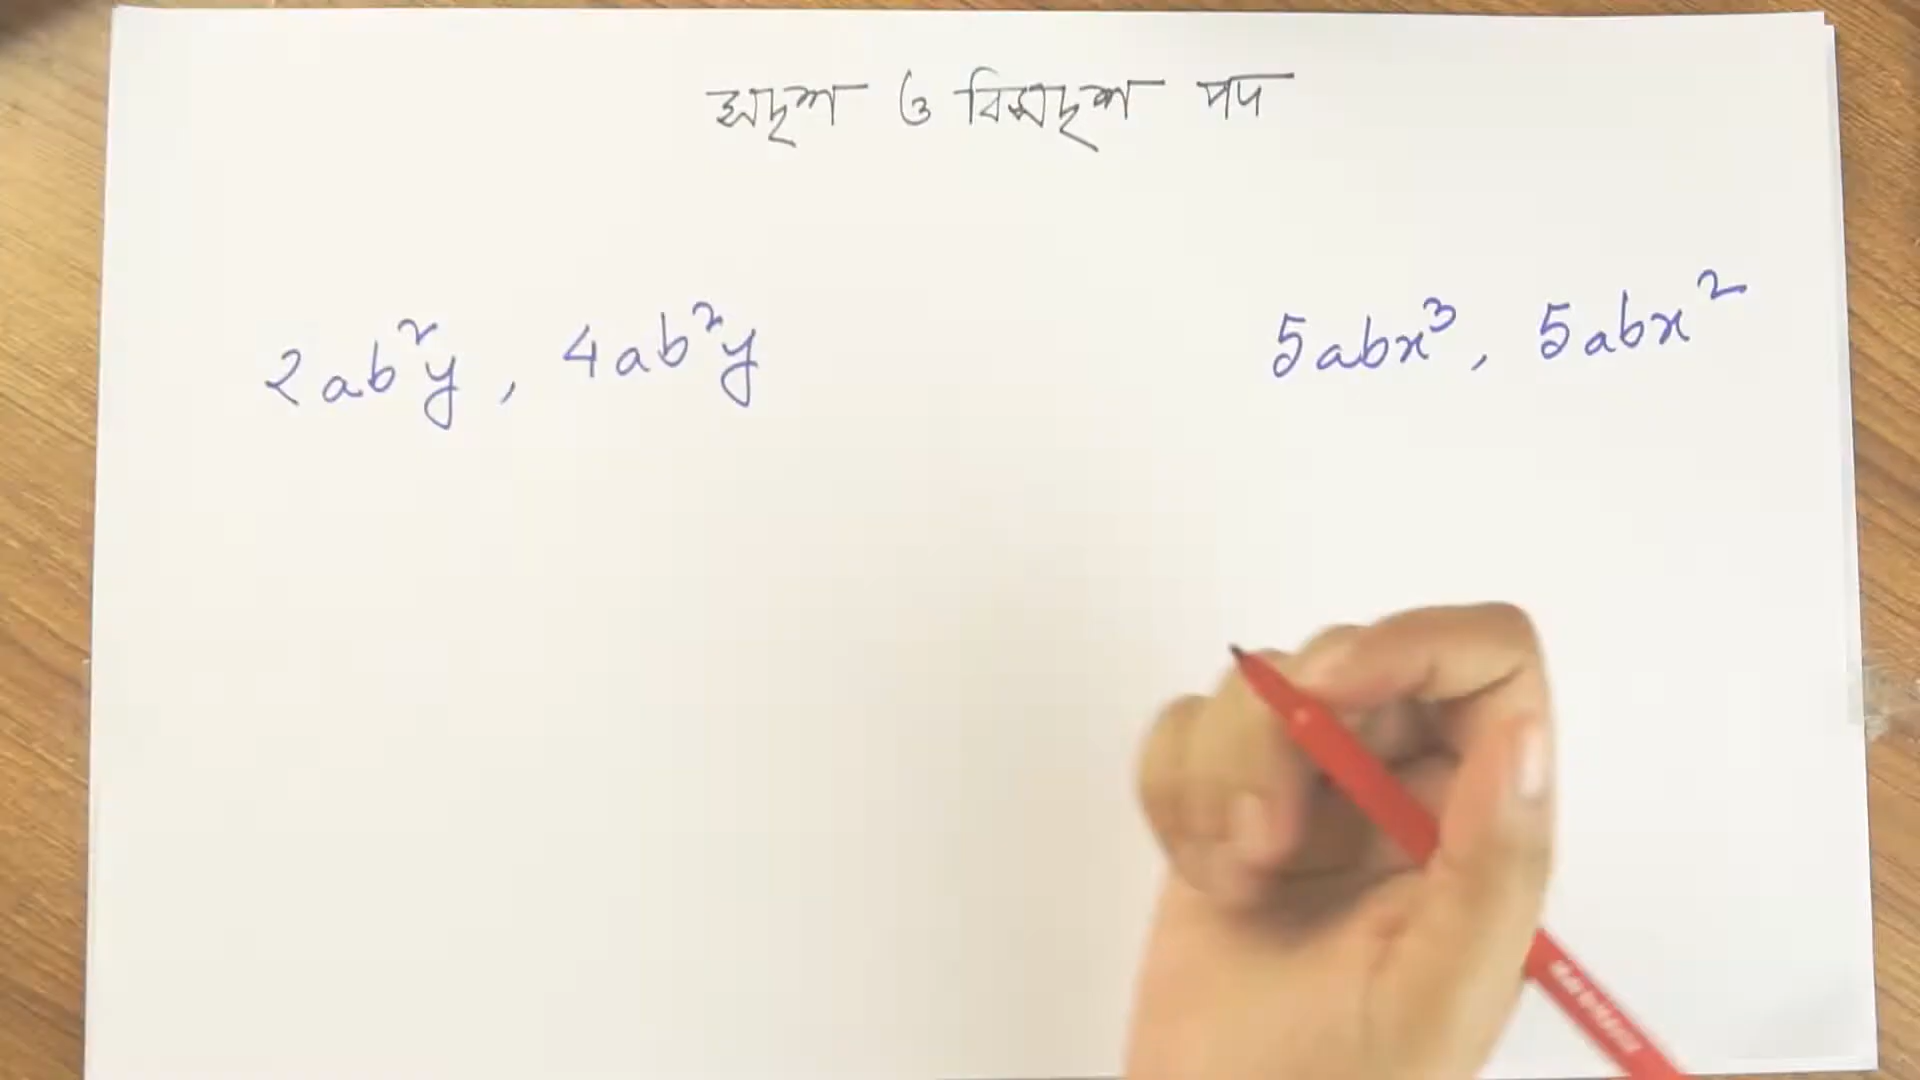 সদৃশ ও বিসদৃশ পদ
2ab²y , 4ab²y
5abx³, 5abx²